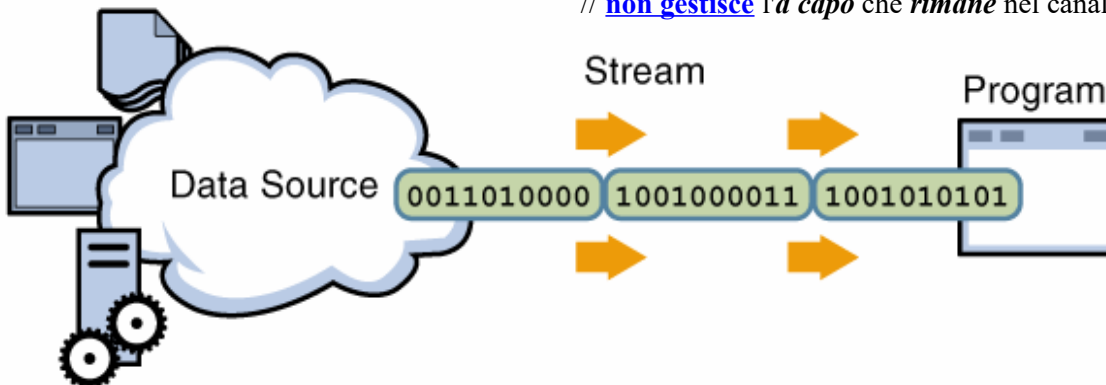 // non gestisce l'a capo che rimane nel canal
Stream
Program
Data Source
0011010000 1001000011 1001010101